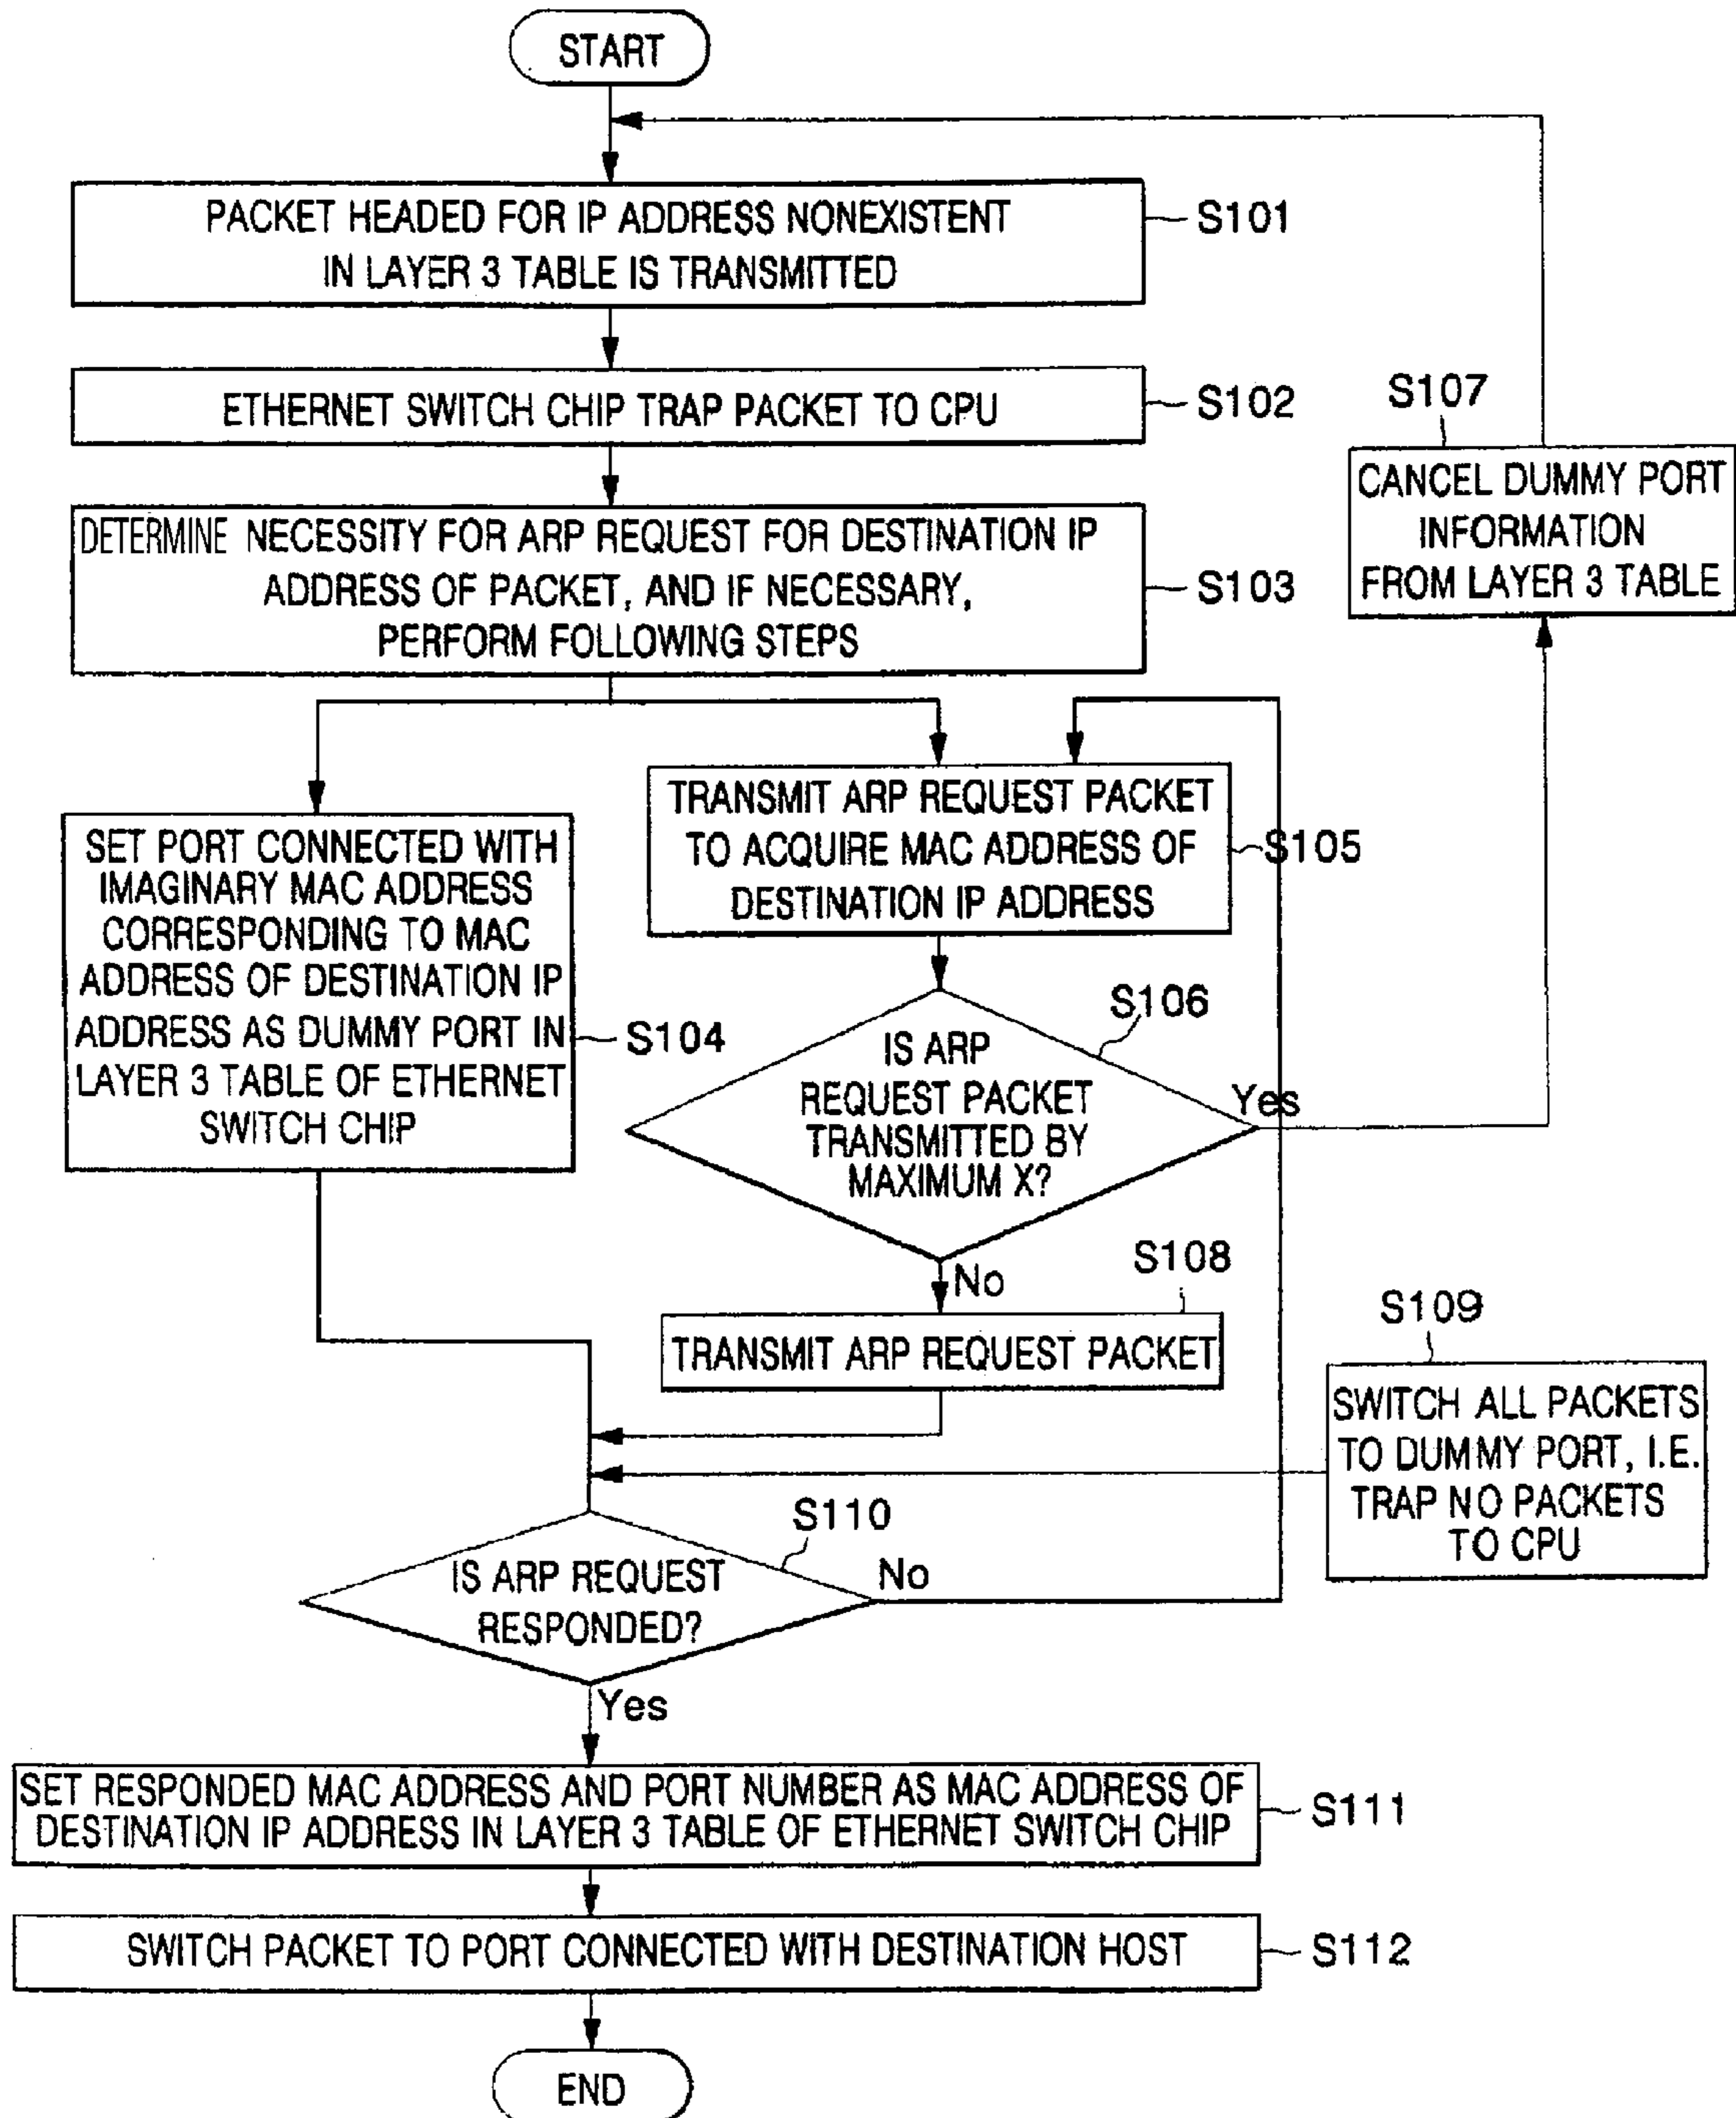 START
PACKET HEADED FOR IP ADDRESS NONEXISTENT
IN LAYER 3 TABLE IS TRANSMITTED
S101
ETHERNET SWITCH CHIP TRAP PACKET TO CPU
S102
DETERMINE NECESSITY FOR ARP REQUEST FOR DESTINATION IP
ADDRESS OF PACKET, AND IF NECESSARY,
PERFORM FOLLOWING STEPS
S103
S107
CANCEL DUMMY PORT
INFORMATION
FROM LAYER 3 TABLE
SET PORT CONNECTED WITH
IMAGINARY MAC ADDRESS
CORRESPONDING TO MAC
ADDRESS OF DESTINATION IP
ADDRESS AS DUMMY PORT IN
LAYER 3 TABLE OF ETHERNET
SWITCH CHIP
S104
TRANSMIT ARP REQUEST PACKET
TO ACQUIRE MAC ADDRESS OF
DESTINATION IP ADDRESS
S105
S106
IS ARP
REQUEST PACKET
TRANSMITTED BY
MAXIMUM X?
Yes
No
S108
TRANSMIT ARP REQUEST PACKET
S109
SWITCH ALL PACKETS
TO DUMMY PORT, I.E.
TRAP NO PACKETS
TO CPU
S110
IS ARP REQUEST
RESPONDED?
No
Yes
SET RESPONDED MAC ADDRESS AND PORT NUMBER AS MAC ADDRESS OF
DESTINATION IP ADDRESS IN LAYER 3 TABLE OF ETHERNET SWITCH CHIP
S111
SWITCH PACKET TO PORT CONNECTED WITH DESTINATION HOST
S112
END